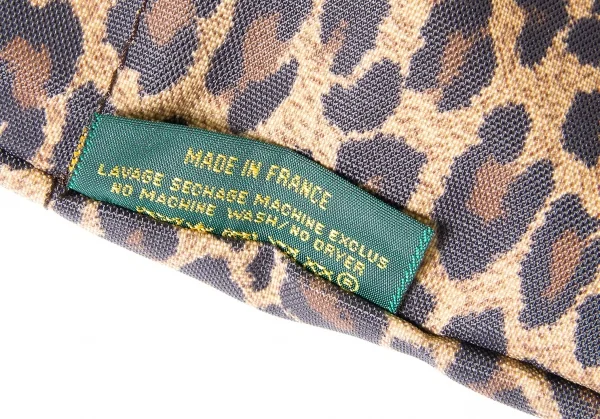 MADE IN FRANCE
LAVAGE SECHAGE MACHINE EXCLUS
NO MACHINE WASH/NO DRYER